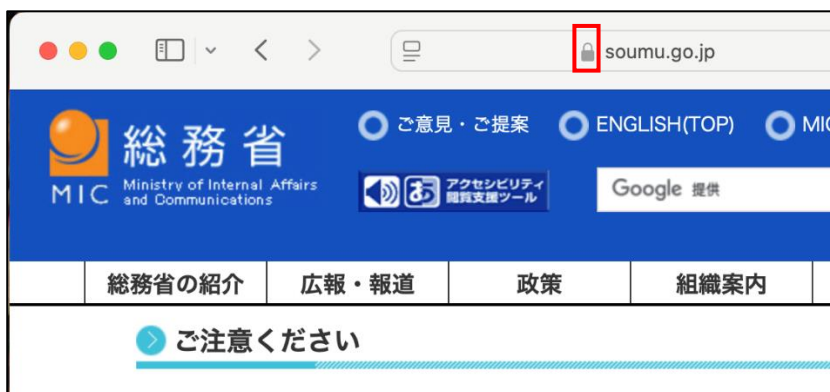 soumu.go.jp
総務省
MIC
Ministry of Internal Affairs
and Communications
ご意見・ご提案
ENGLISH(TOP)
MIC
あ
アクセシビリティ
閲覧支援ツール
Google 提供
総務省の紹介
広報・報道
政策
組織案内
ご注意ください